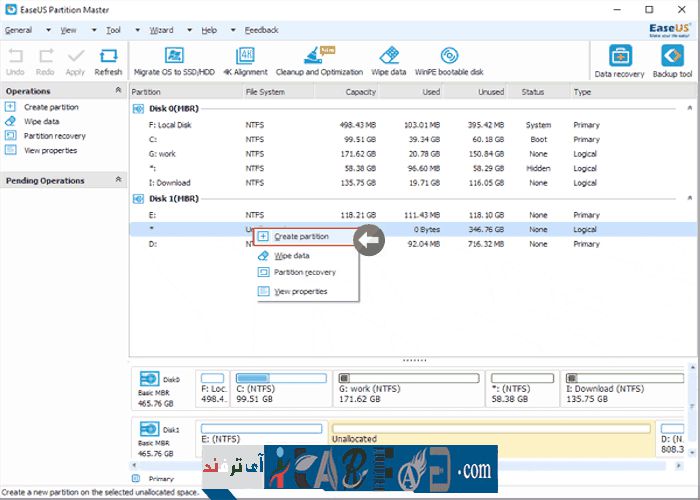 EaseUS Partition Master
General View Tool Wizard Help Feedback
EaseUS
Make your life easy!
Undo Redo Apply Refresh Migrate OS to SSD/HDD 4K Alignment Cleanup and Optimization Wipe data WinPE bootable disk Data recovery Backup tool
Operations
Create partition
Wipe data
Partition recovery
View properties
Pending Operations
Partition File System Capacity Used Unused Status Type
Disk 0(MBR)
F: Local Disk NTFS 498.43 MB 103.01 MB 395.42 MB System Primary
C: NTFS 99.51 GB 39.34 GB 60.18 GB Boot Primary
G: work NTFS 171.62 GB 20.78 GB 150.84 GB None Logical
*: NTFS 58.38 GB 96.60 MB 58.29 GB Hidden Logical
I: Download NTFS 135.75 GB 19.71 GB 116.05 GB None Logical
Disk 1(MBR)
E: NTFS 118.21 GB 111.43 MB 118.10 GB None Primary
* 0 Bytes 346.76 GB None Logical
D: 92.04 MB 716.32 MB None Primary
Create partition
Wipe data
Partition recovery
View properties
Disk0
Basic MBR
465.76 GB
F: Loc.
498.4.
C: (NTFS)
99.51 GB
G: work (NTFS)
171.62 GB
*: (NTFS)
58.38 GB
I: Download (NTFS)
135.75 GB
Disk1
Basic MBR
465.76 GB
E: (NTFS)
Unallocated
D: (N
808.3
آی ترفند
.com
Primary
Create a new partition on the selected unallocated space.